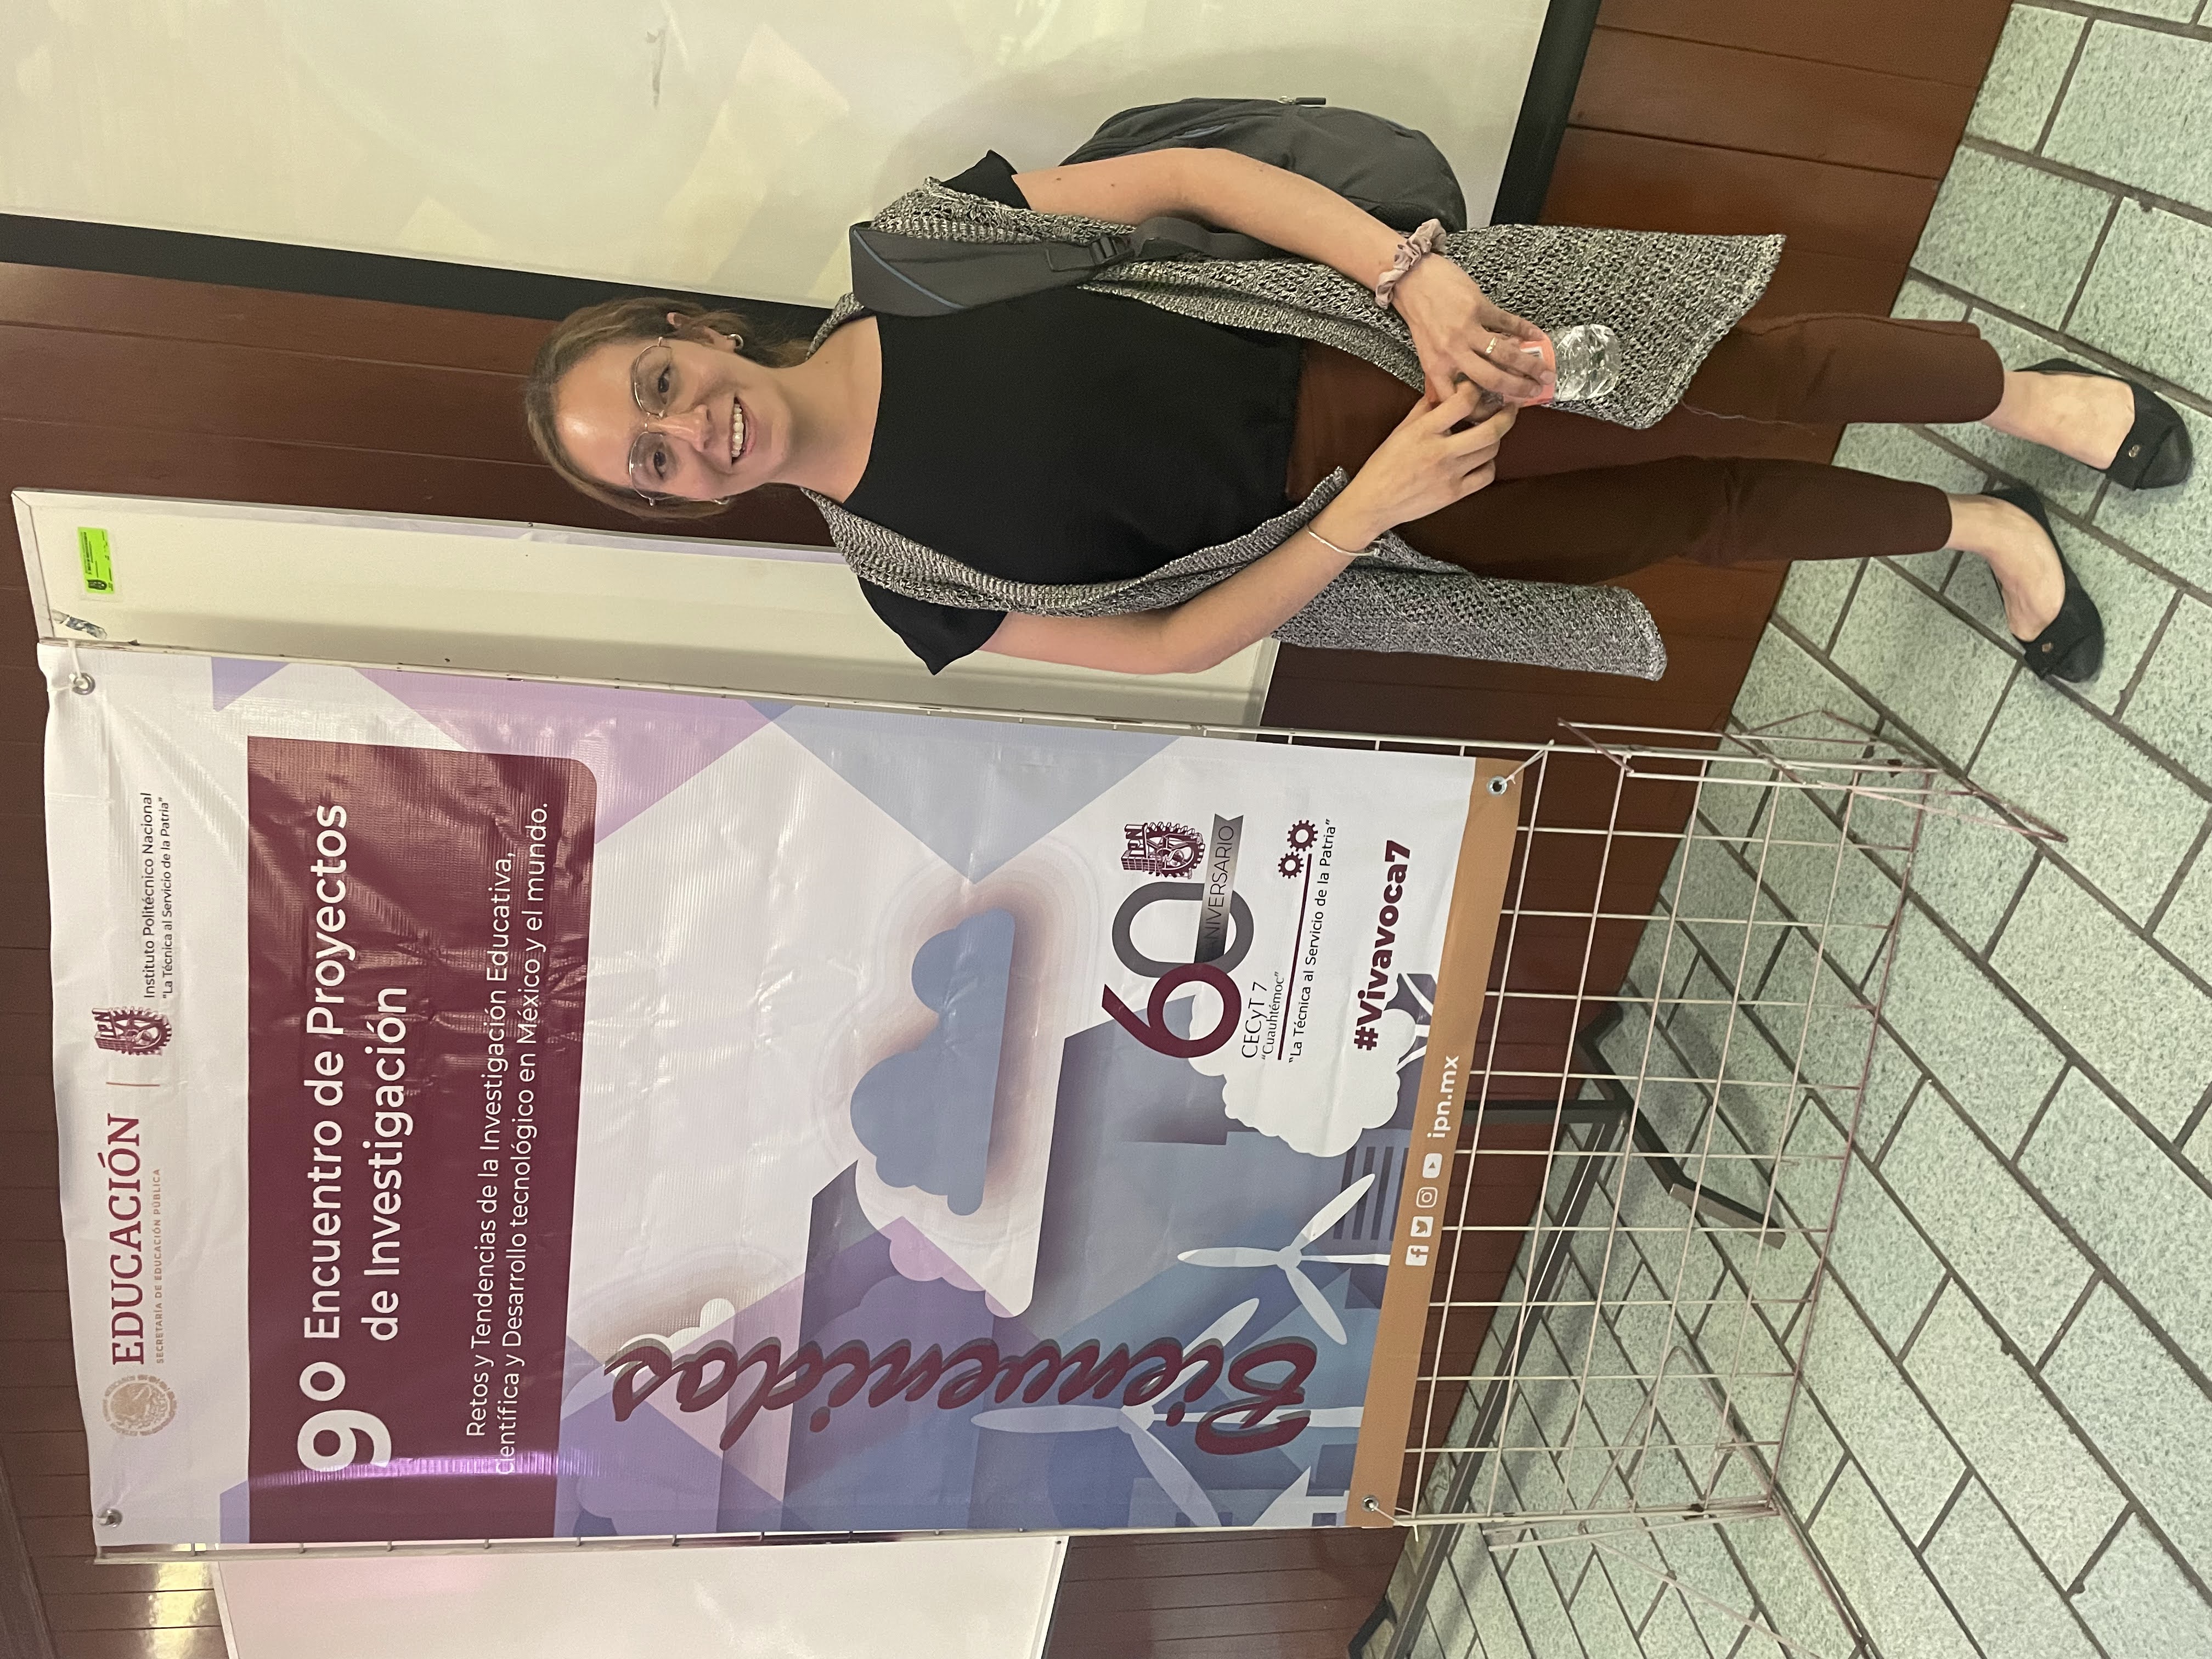 EDUCACIÓN
SECRETARÍA DE EDUCACIÓN PÚBLICA
IPN
Instituto Politécnico Nacional
"La Técnica al Servicio de la Patria"
9º Encuentro de Proyectos
de Investigación
Retos y Tendencias de la Investigación Educativa,
Científica y Desarrollo tecnológico en México y el mundo.
Bienvenidos
60
IPN
ANIVERSARIO
CECyT 7
"Cuauhtémoc"
"La Técnica al Servicio de la Patria"
#Vivavoca7
ipn.mx